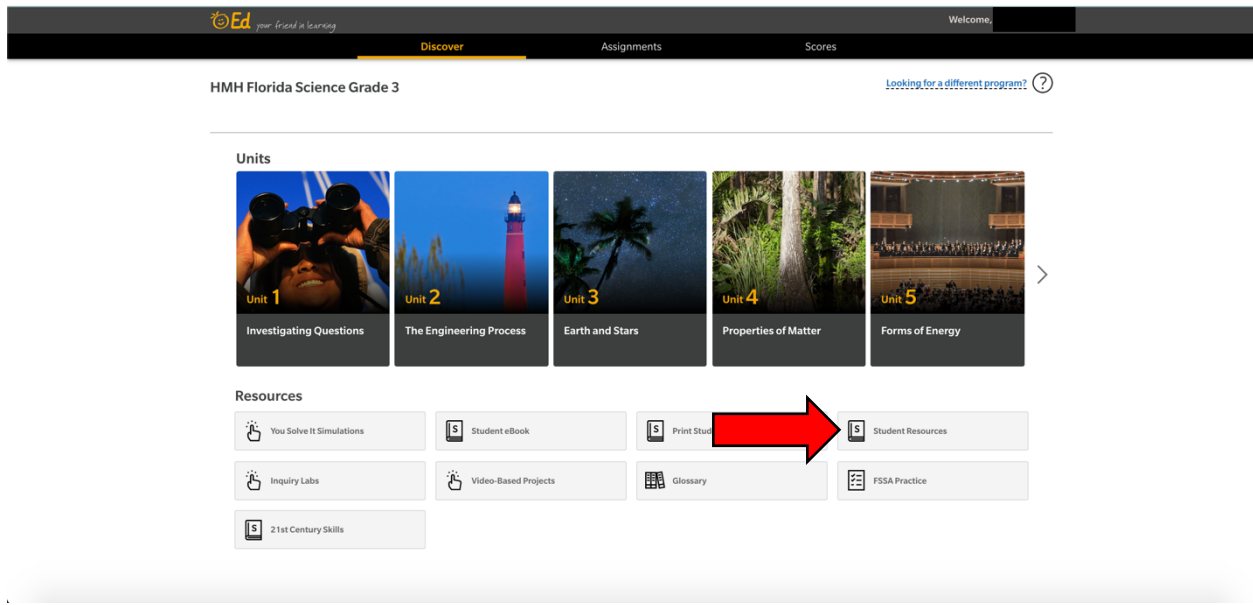 Ed your friend in learning
Welcome,
Discover
Assignments
Scores
HMH Florida Science Grade 3
Looking for a different program? ?
Units
Unit 1
Unit 2
Unit 3
Unit 4
Unit 5
Investigating Questions
The Engineering Process
Earth and Stars
Properties of Matter
Forms of Energy
Resources
You Solve It Simulations
S Student eBook
S Print
S Student Resources
Inquiry Labs
Video-Based Projects
Glossary
FSSA Practice
S 21st Century Skills